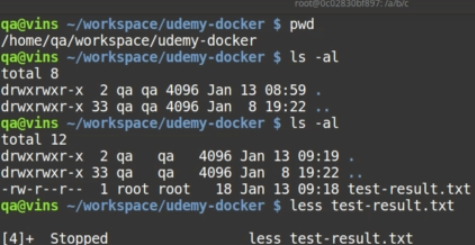 root@0c02830bf897: /a/b/c
qa@vins ~/workspace/udemy-docker $ pwd
/home/qa/workspace/udemy-docker
qa@vins ~/workspace/udemy-docker $ ls -al
total 8
drwxrwxr-x  2 qa qa 4096 Jan 13 08:59 .
drwxrwxr-x 33 qa qa 4096 Jan  8 19:22 ..
qa@vins ~/workspace/udemy-docker $ ls -al
total 12
drwxrwxr-x  2 qa   qa   4096 Jan 13 09:19 .
drwxrwxr-x 33 qa   qa   4096 Jan  8 19:22 ..
-rw-r--r--  1 root root   18 Jan 13 09:18 test-result.txt
qa@vins ~/workspace/udemy-docker $ less test-result.txt
[4]+  Stopped                 less test-result.txt